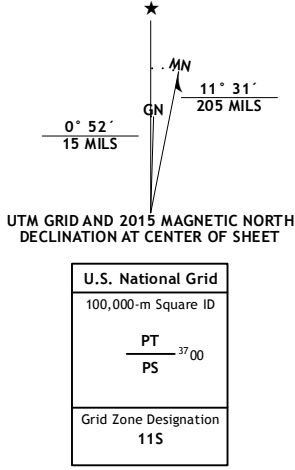 MN
11° 31´
205 MILS
GN
0° 52´
15 MILS
UTM GRID AND 2015 MAGNETIC NORTH
DECLINATION AT CENTER OF SHEET
U.S. National Grid
100,000-m Square ID
PT
3700
PS
Grid Zone Designation
11S